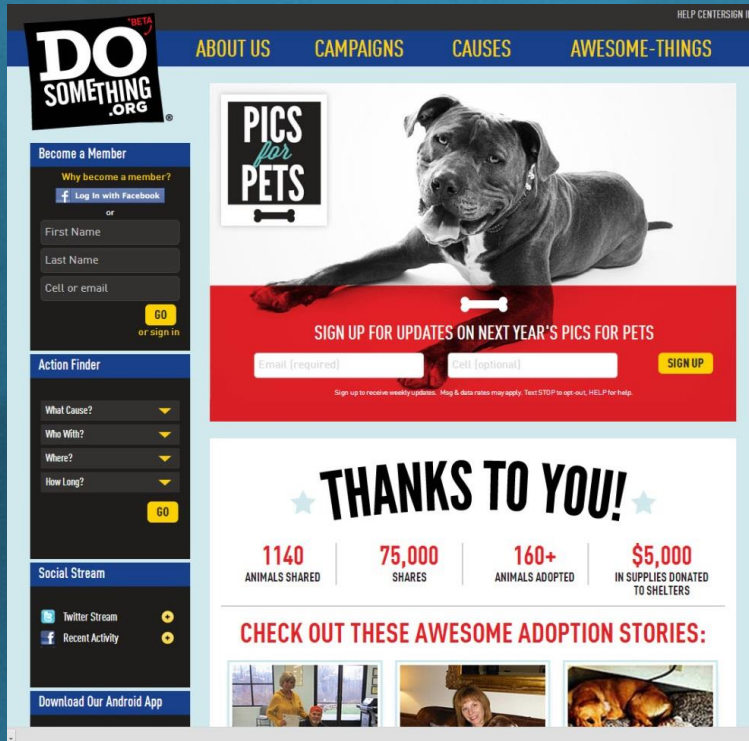 HELP CENTER SIGN I
*BETA
DO
SOMETHING
.ORG
®
ABOUT US
CAMPAIGNS
CAUSES
AWESOME-THINGS
Become a Member
Why become a member?
f Log In with Facebook
or
First Name
Last Name
Cell or email
GO
or sign in
Action Finder
What Cause?
Who With?
Where?
How Long?
GO
Social Stream
Twitter Stream
Recent Activity
Download Our Android App
PICS
for
PETS
SIGN UP FOR UPDATES ON NEXT YEAR'S PICS FOR PETS
Email (required)
Cell (optional)
SIGN UP
Sign up to receive weekly updates. Msg & data rates may apply. Text STOP to opt-out, HELP for help.
THANKS TO YOU!
1140
ANIMALS SHARED
75,000
SHARES
160+
ANIMALS ADOPTED
$5,000
IN SUPPLIES DONATED
TO SHELTERS
CHECK OUT THESE AWESOME ADOPTION STORIES: